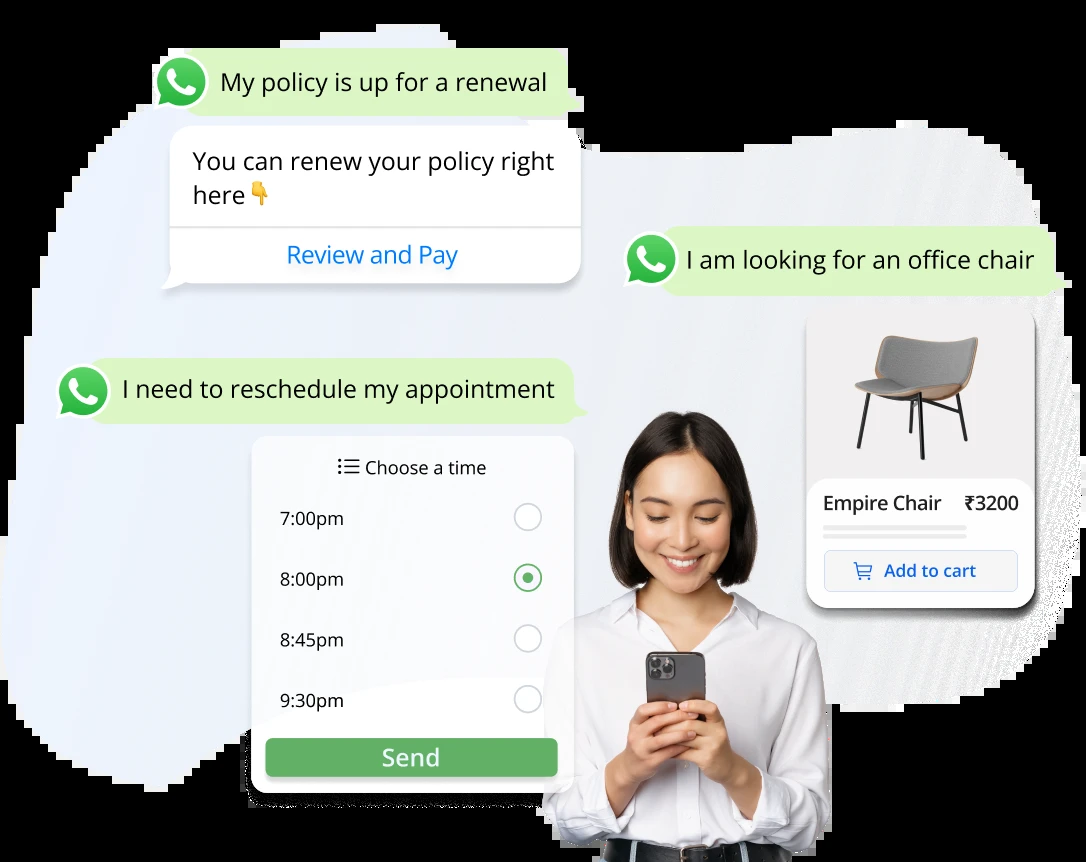 My policy is up for a renewal
You can renew your policy right
here👇
Review and Pay
I am looking for an office chair
Empire Chair ₹3200
Add to cart
I need to reschedule my appointment
Choose a time
7:00pm
8:00pm
8:45pm
9:30pm
Send